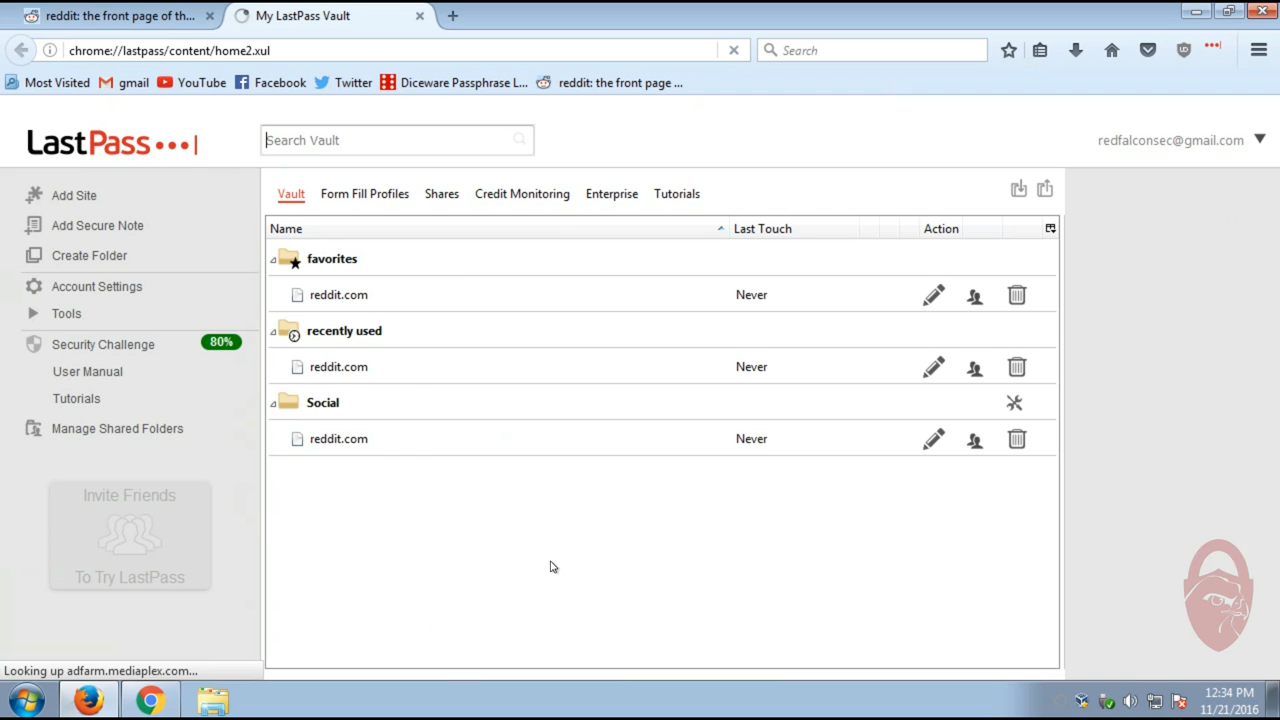 reddit: the front page of th...
My LastPass Vault
chrome://lastpass/content/home2.xul
Search
Most Visited
gmail
YouTube
Facebook
Twitter
Diceware Passphrase L...
reddit: the front page ...
LastPass
Search Vault
redfalconsec@gmail.com
Add Site
Add Secure Note
Create Folder
Account Settings
Tools
Security Challenge 80%
User Manual
Tutorials
Manage Shared Folders
Invite Friends
To Try LastPass
Vault Form Fill Profiles Shares Credit Monitoring Enterprise Tutorials
Name Last Touch Action
favorites
reddit.com Never
recently used
reddit.com Never
Social
reddit.com Never
Looking up adfarm.mediaplex.com...
12:34 PM
11/21/2016